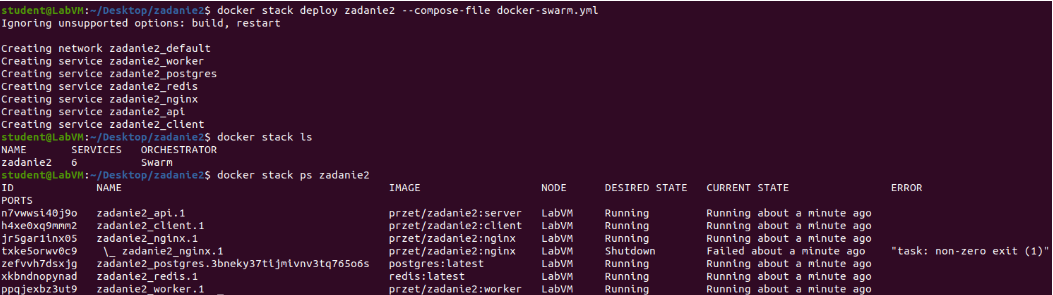 student@LabVM:~/Desktop/zadanie2$ docker stack deploy zadanie2 --compose-file docker-swarm.yml
Ignoring unsupported options: build, restart
Creating network zadanie2_default
Creating service zadanie2_worker
Creating service zadanie2_postgres
Creating service zadanie2_redis
Creating service zadanie2_nginx
Creating service zadanie2_api
Creating service zadanie2_client
student@LabVM:~/Desktop/zadanie2$ docker stack ls
NAME SERVICES ORCHESTRATOR
zadanie2 6 Swarm
student@LabVM:~/Desktop/zadanie2$ docker stack ps zadanie2
ID NAME IMAGE NODE DESIRED STATE CURRENT STATE ERROR
PORTS
n7vwwsi40j9o zadanie2_api.1 przet/zadanie2:server LabVM Running Running about a minute ago
h4xe0xq9mmm2 zadanie2_client.1 przet/zadanie2:client LabVM Running Running about a minute ago
jr5gar1inx05 zadanie2_nginx.1 przet/zadanie2:nginx LabVM Running Running about a minute ago
txke5orwv0c9 \_ zadanie2_nginx.1 przet/zadanie2:nginx LabVM Shutdown Failed about a minute ago "task: non-zero exit (1)"
zefvvh7dsxjg zadanie2_postgres.3bneky37tijmivnv3tq765o6s postgres:latest LabVM Running Running about a minute ago
xkbndnopynad zadanie2_redis.1 redis:latest LabVM Running Running about a minute ago
ppqjexbz3ut9 zadanie2_worker.1 przet/zadanie2:worker LabVM Running Running about a minute ago